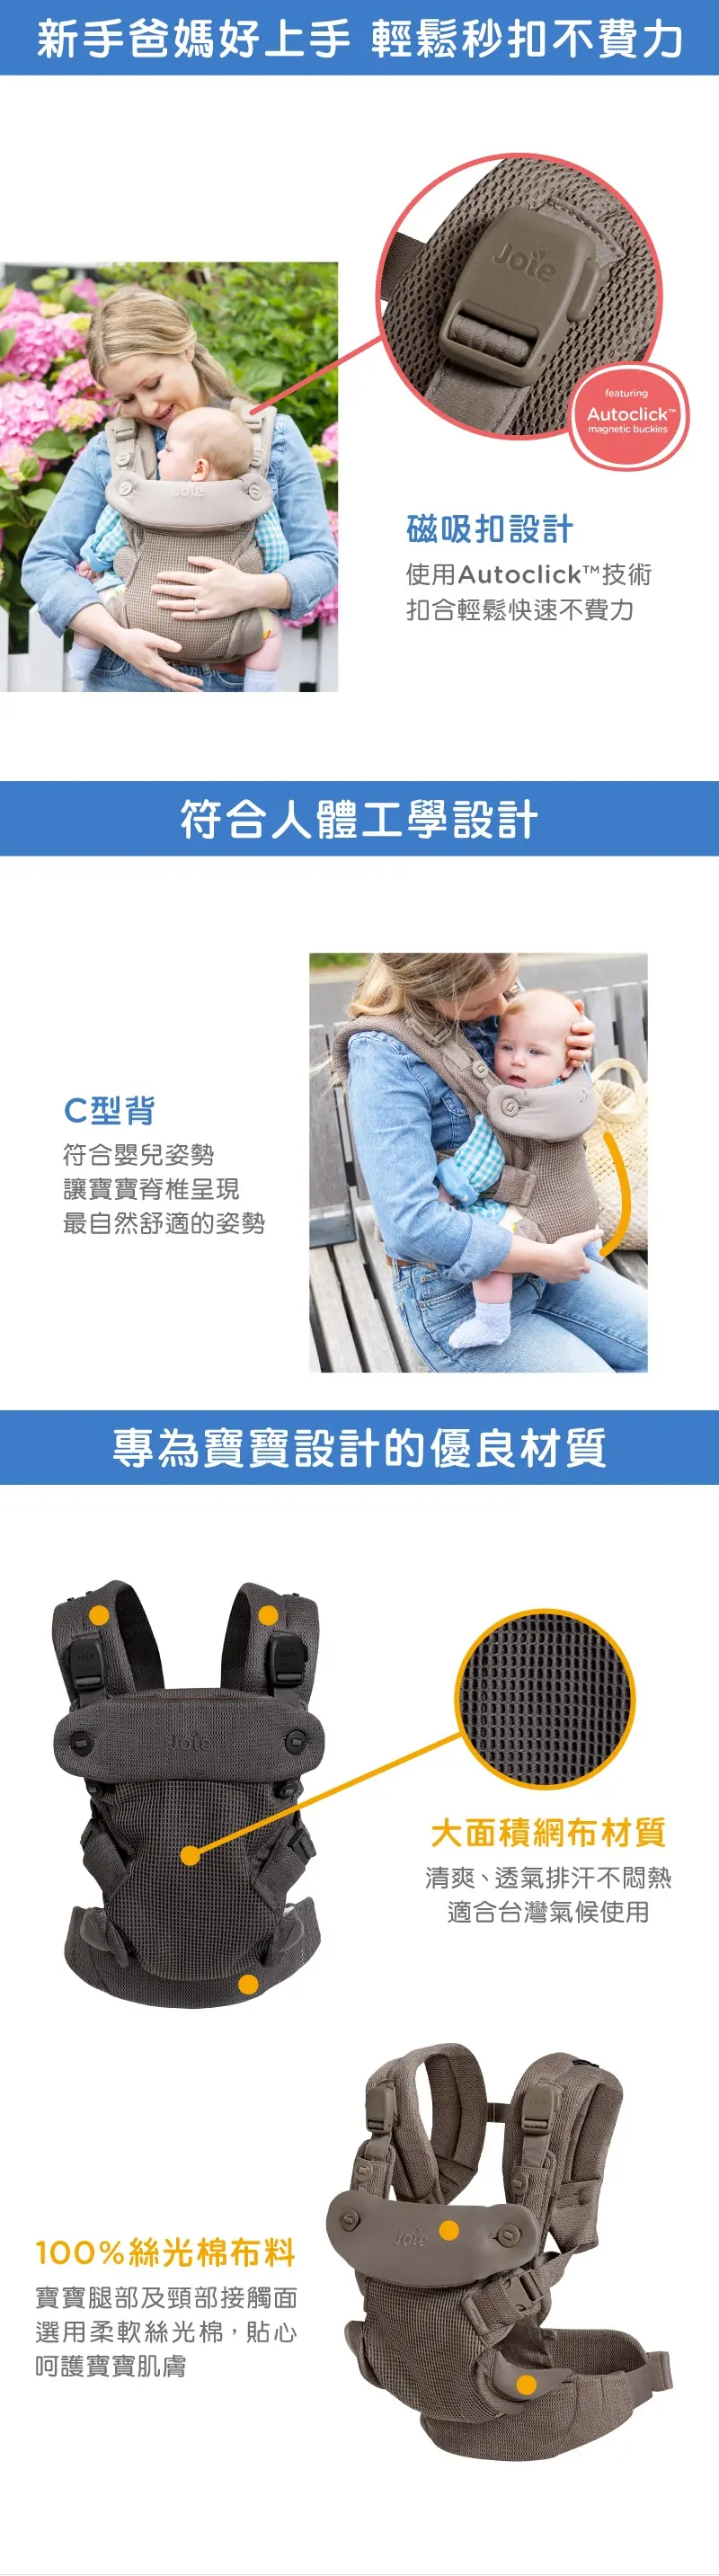 新手爸媽好上手 輕鬆秒扣不費力
Joie
featuring
Autoclick™
magnetic buckies
Joie
磁吸扣設計
使用Autoclick™技術
扣合輕鬆快速不費力
符合人體工學設計
C型背
符合嬰兒姿勢
讓寶寶脊椎呈現
最自然舒適的姿勢
專為寶寶設計的優良材質
Joie
Joie
Joie
大面積網布材質
清爽、透氣排汗不悶熱
適合台灣氣候使用
Joie
Joie
100%絲光棉布料
寶寶腿部及頸部接觸面
選用柔軟絲光棉，貼心
呵護寶寶肌膚